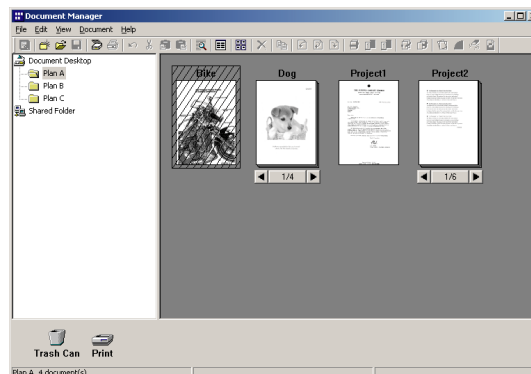 Document Manager
File Edit View Document Help
Document Desktop
Plan A
Plan B
Plan C
Shared Folder
Bike
Dog
Project1
Project2
1/4
1/6
Trash Can
Print
Plan A 4 document(s)